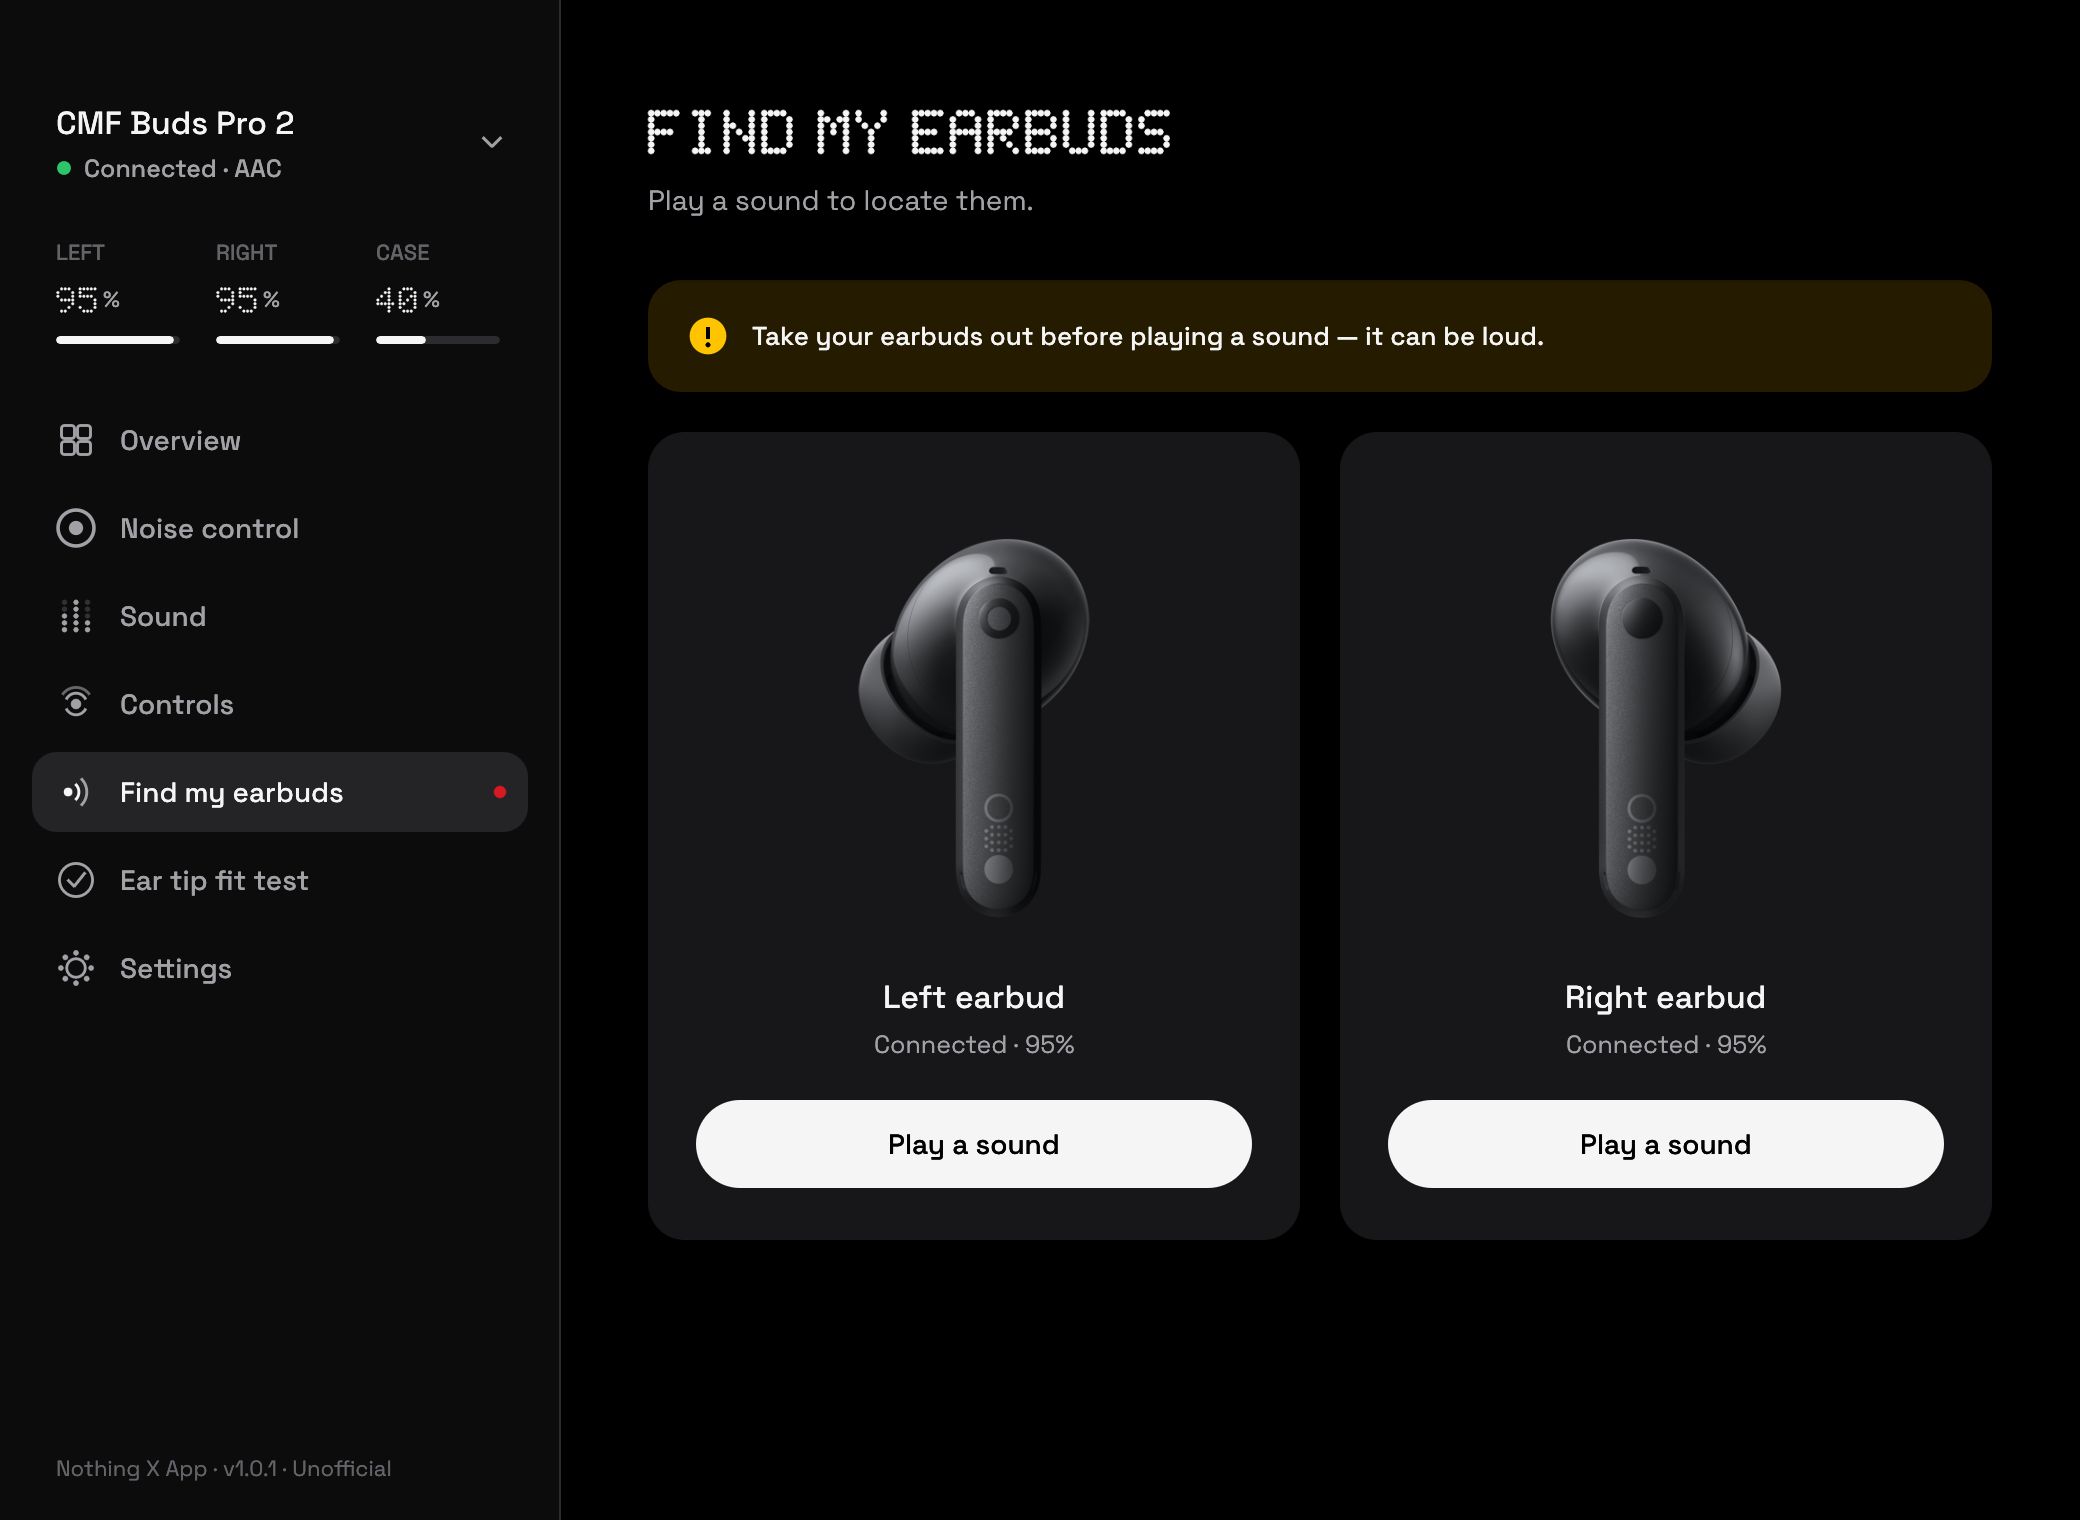 CMF Buds Pro 2
Connected · AAC
LEFT RIGHT CASE
95% 95% 40%
Overview
Noise control
Sound
Controls
Find my earbuds
Ear tip fit test
Settings
Nothing X App · v1.0.1 · Unofficial
FIND MY EARBUDS
Play a sound to locate them.
Take your earbuds out before playing a sound — it can be loud.
Left earbud
Connected · 95%
Play a sound
Right earbud
Connected · 95%
Play a sound